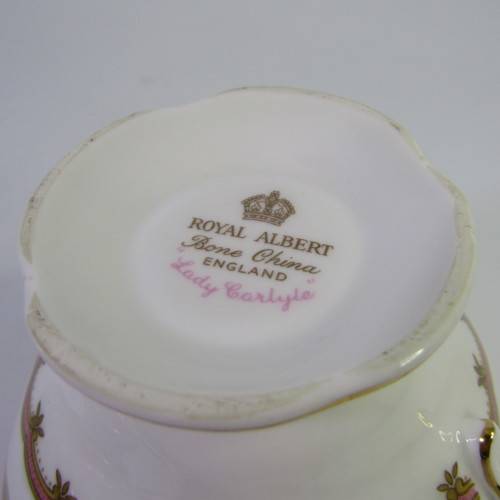 ROYAL ALBERT
Bone China
ENGLAND
"Lady Carlyle"